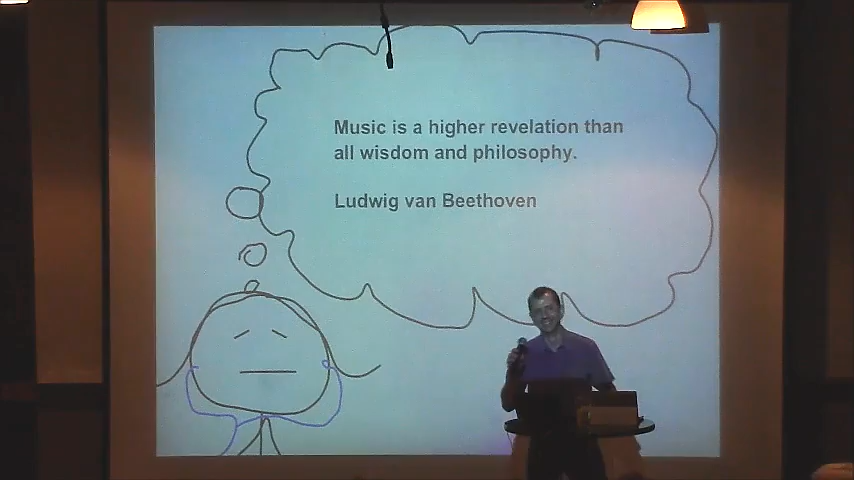 Music is a higher revelation than
all wisdom and philosophy.
Ludwig van Beethoven